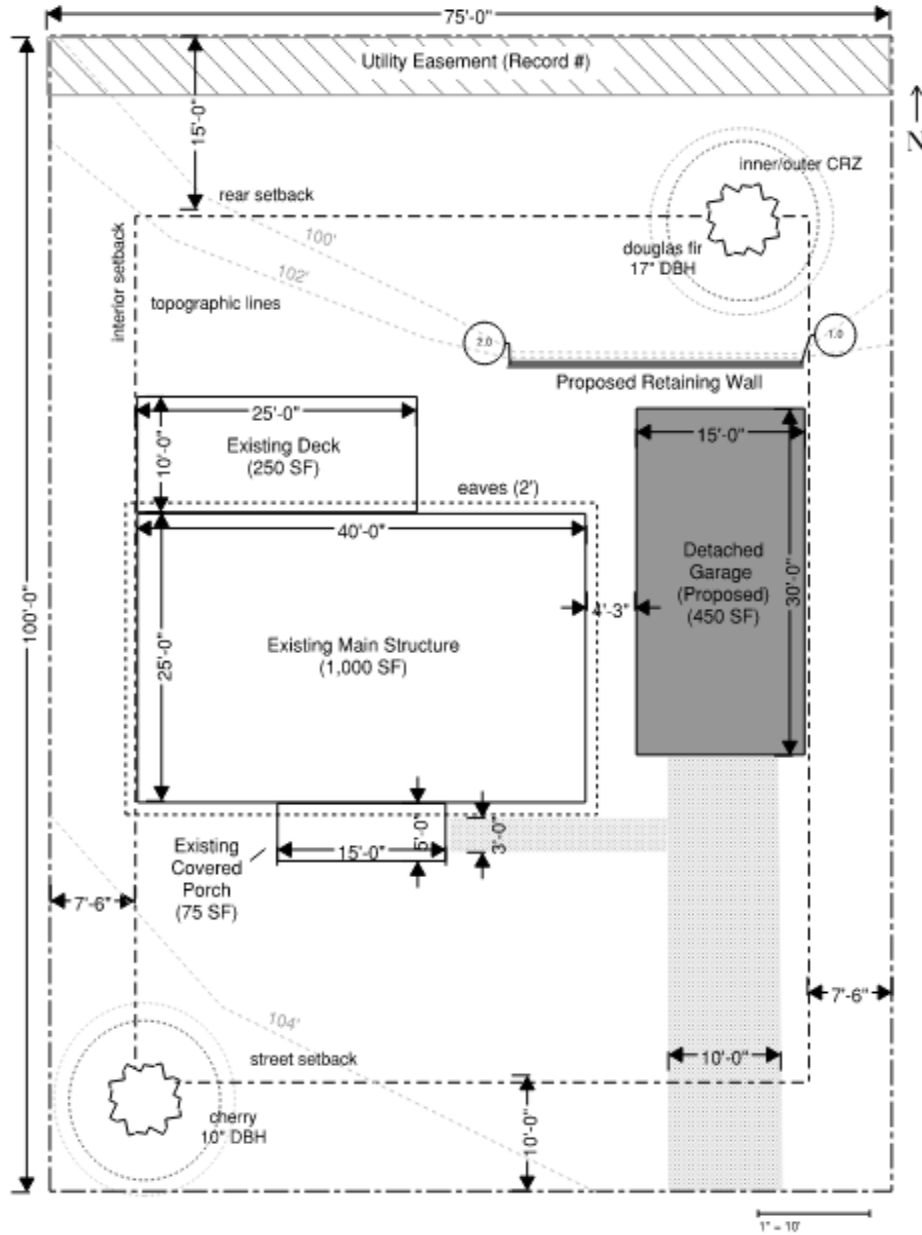 75'-0"
Utility Easement (Record #)
N
15'-0"
inner/outer CRZ
rear setback
interior setback
100'
douglas fir
17" DBH
102'
topographic lines
2.0
-1.0
Proposed Retaining Wall
25'-0"
15'-0"
10'-0"
Existing Deck
(250 SF)
eaves (2')
40'-0"
Detached
Garage
(Proposed)
(450 SF)
30'-0"
4'-3"
100'-0"
25'-0"
Existing Main Structure
(1,000 SF)
5'-0"
3'-0"
15'-0"
Existing
Covered
Porch
(75 SF)
7'-6"
7'-6"
104'
street setback
10'-0"
cherry
10" DBH
10'-0"
1" = 10'